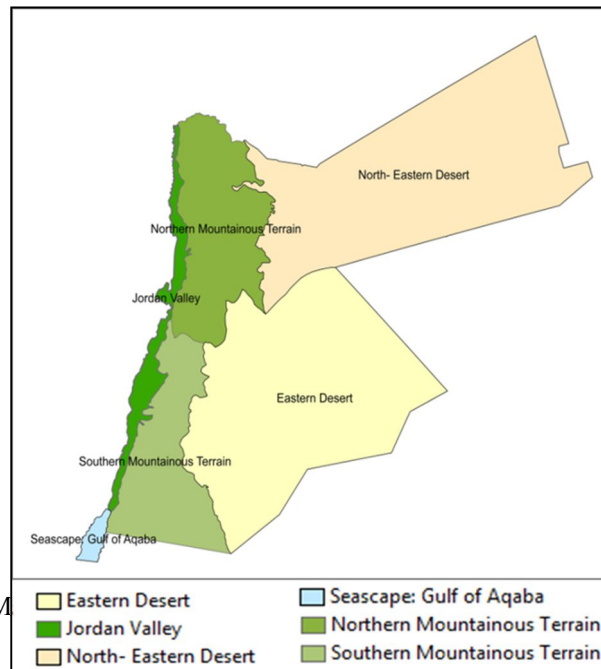 North- Eastern Desert
Northern Mountainous Terrain
Jordan Valley
Eastern Desert
Southern Mountainous Terrain
Seascape: Gulf of Aqaba
M
Eastern Desert
Jordan Valley
North- Eastern Desert
Seascape: Gulf of Aqaba
Northern Mountainous Terrain
Southern Mountainous Terrain